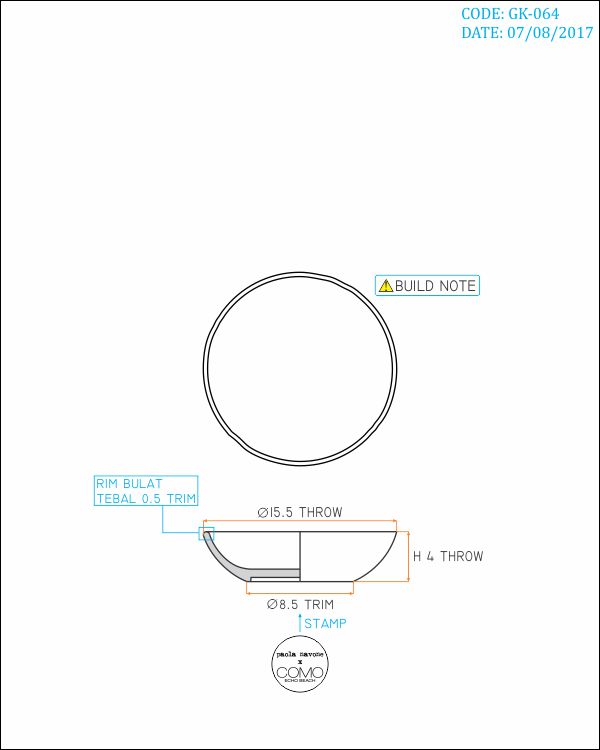 CODE: GK-064
DATE: 07/08/2017
BUILD NOTE
RIM BULAT
TEBAL 0.5 TRIM
Ø15.5 THROW
H 4 THROW
Ø8.5 TRIM
STAMP
paola navone
x
COMO
ECHO BEACH